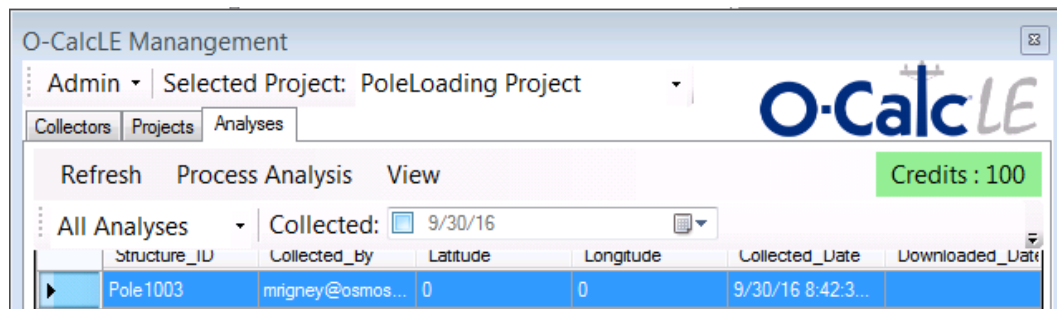 O-CalcLE Manangement
Admin Selected Project: PoleLoading Project
O-Calc LE
Collectors Projects Analyses
Refresh Process Analysis View Credits : 100
All Analyses Collected: 9/30/16
Structure_ID Collected_By Latitude Longitude Collected_Date Downloaded_Date
Pole1003 mrigney@osmos... 0 0 9/30/16 8:42:3...